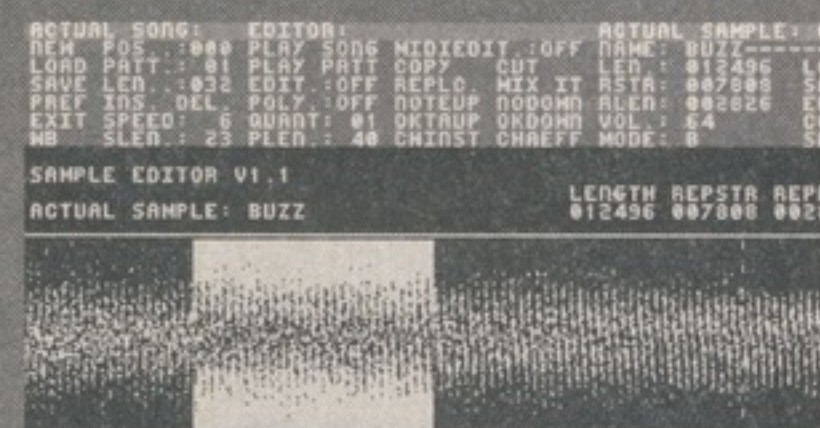 ACTUAL SONG: EDITOR: ACTUAL SAMPLE:
NEW POS..:000 PLAY SONG MIDIEDIT.:OFF NAME: BUZZ
LOAD PATT.: 01 PLAY PATT COPY CUT LEN.: 012496
SAVE LEN..:032 EDIT.:OFF REPLC. MIX IT RSTR: 007808
PREF INS. DEL. POLY.:OFF NOTEUP NODOWN RLEN: 002826
EXIT SPEED: 6 QUANT: 01 OKTAUP OKDOWN VOL.: 64
WB SLEN.: 23 PLEN.: 40 CHINST CHAEFF MODE: B
SAMPLE EDITOR V1.1
LENGTH REPSTR
ACTUAL SAMPLE: BUZZ 012496 007808